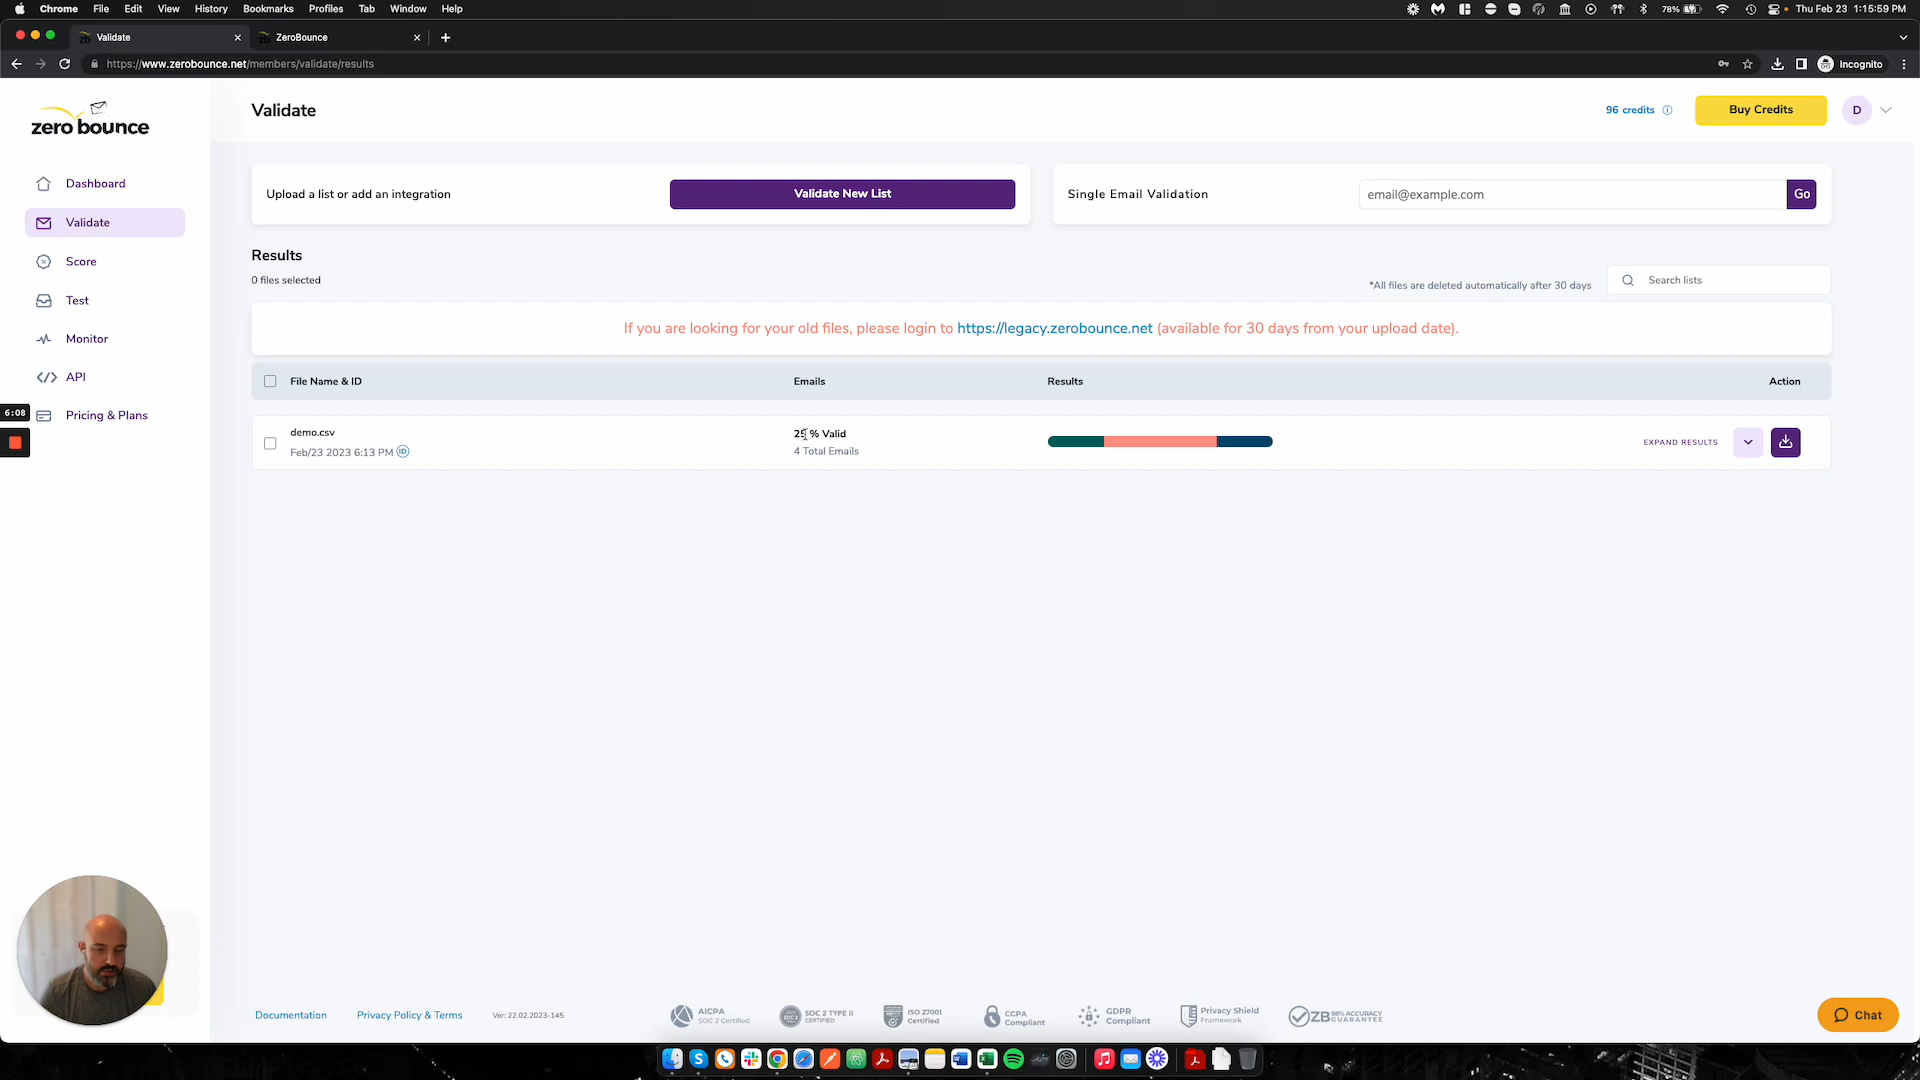 Chrome File Edit View History Bookmarks Profiles Tab Window Help
78% Thu Feb 23 1:15:59 PM
Validate
ZeroBounce
https://www.zerobounce.net/members/validate/results
Incognito
zero bounce
Validate
96 credits
Buy Credits
D
Dashboard
Validate
Score
Test
Monitor
API
Pricing & Plans
6:08
Upload a list or add an integration
Validate New List
Single Email Validation
email@example.com
Go
Results
0 files selected
*All files are deleted automatically after 30 days
Search lists
If you are looking for your old files, please login to https://legacy.zerobounce.net (available for 30 days from your upload date).
File Name & ID
Emails
Results
Action
demo.csv
Feb/23 2023 6:13 PM ID
25 % Valid
4 Total Emails
EXPAND RESULTS
Documentation
Privacy Policy & Terms
Ver: 22.02.2023-145
AICPA
SOC 2 Certified
SOC 2 TYPE II
CERTIFIED
ISO 27001
Certified
CCPA
Compliant
GDPR
Compliant
Privacy Shield
Framework
ZB 98% ACCURACY
GUARANTEE
Chat